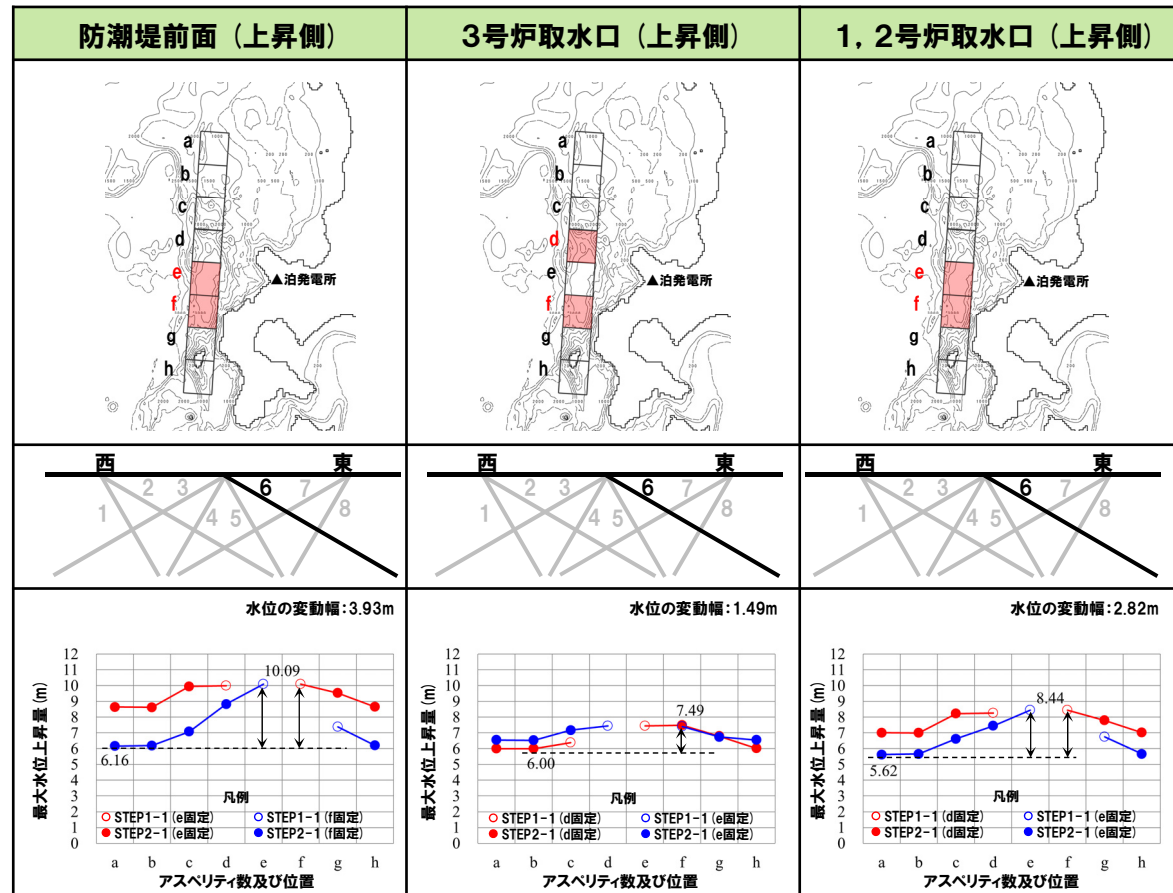 防潮堤前面（上昇側）
3号炉取水口（上昇側）
1，2号炉取水口（上昇側）
a
b
c
d
e
f
g
h
▲泊発電所
a
b
c
d
e
f
g
h
▲泊発電所
a
b
c
d
e
f
g
h
▲泊発電所
西 東
1 2 3 4 5 6 7 8
西 東
1 2 3 4 5 6 7 8
西 東
1 2 3 4 5 6 7 8
水位の変動幅：3.93m
最大水位上昇量（m）
12
11
10
9
8
7
6
5
4
3
2
1
0
10.09
6.16
凡例
STEP1-1（e固定） STEP1-1（f固定）
STEP2-1（e固定） STEP2-1（f固定）
a b c d e f g h
アスペリティ数及び位置
水位の変動幅：1.49m
最大水位上昇量（m）
12
11
10
9
8
7
6
5
4
3
2
1
0
7.49
6.00
凡例
STEP1-1（d固定） STEP1-1（e固定）
STEP2-1（d固定） STEP2-1（e固定）
a b c d e f g h
アスペリティ数及び位置
水位の変動幅：2.82m
最大水位上昇量（m）
12
11
10
9
8
7
6
5
4
3
2
1
0
8.44
5.62
凡例
STEP1-1（d固定） STEP1-1（e固定）
STEP2-1（d固定） STEP2-1（e固定）
a b c d e f g h
アスペリティ数及び位置